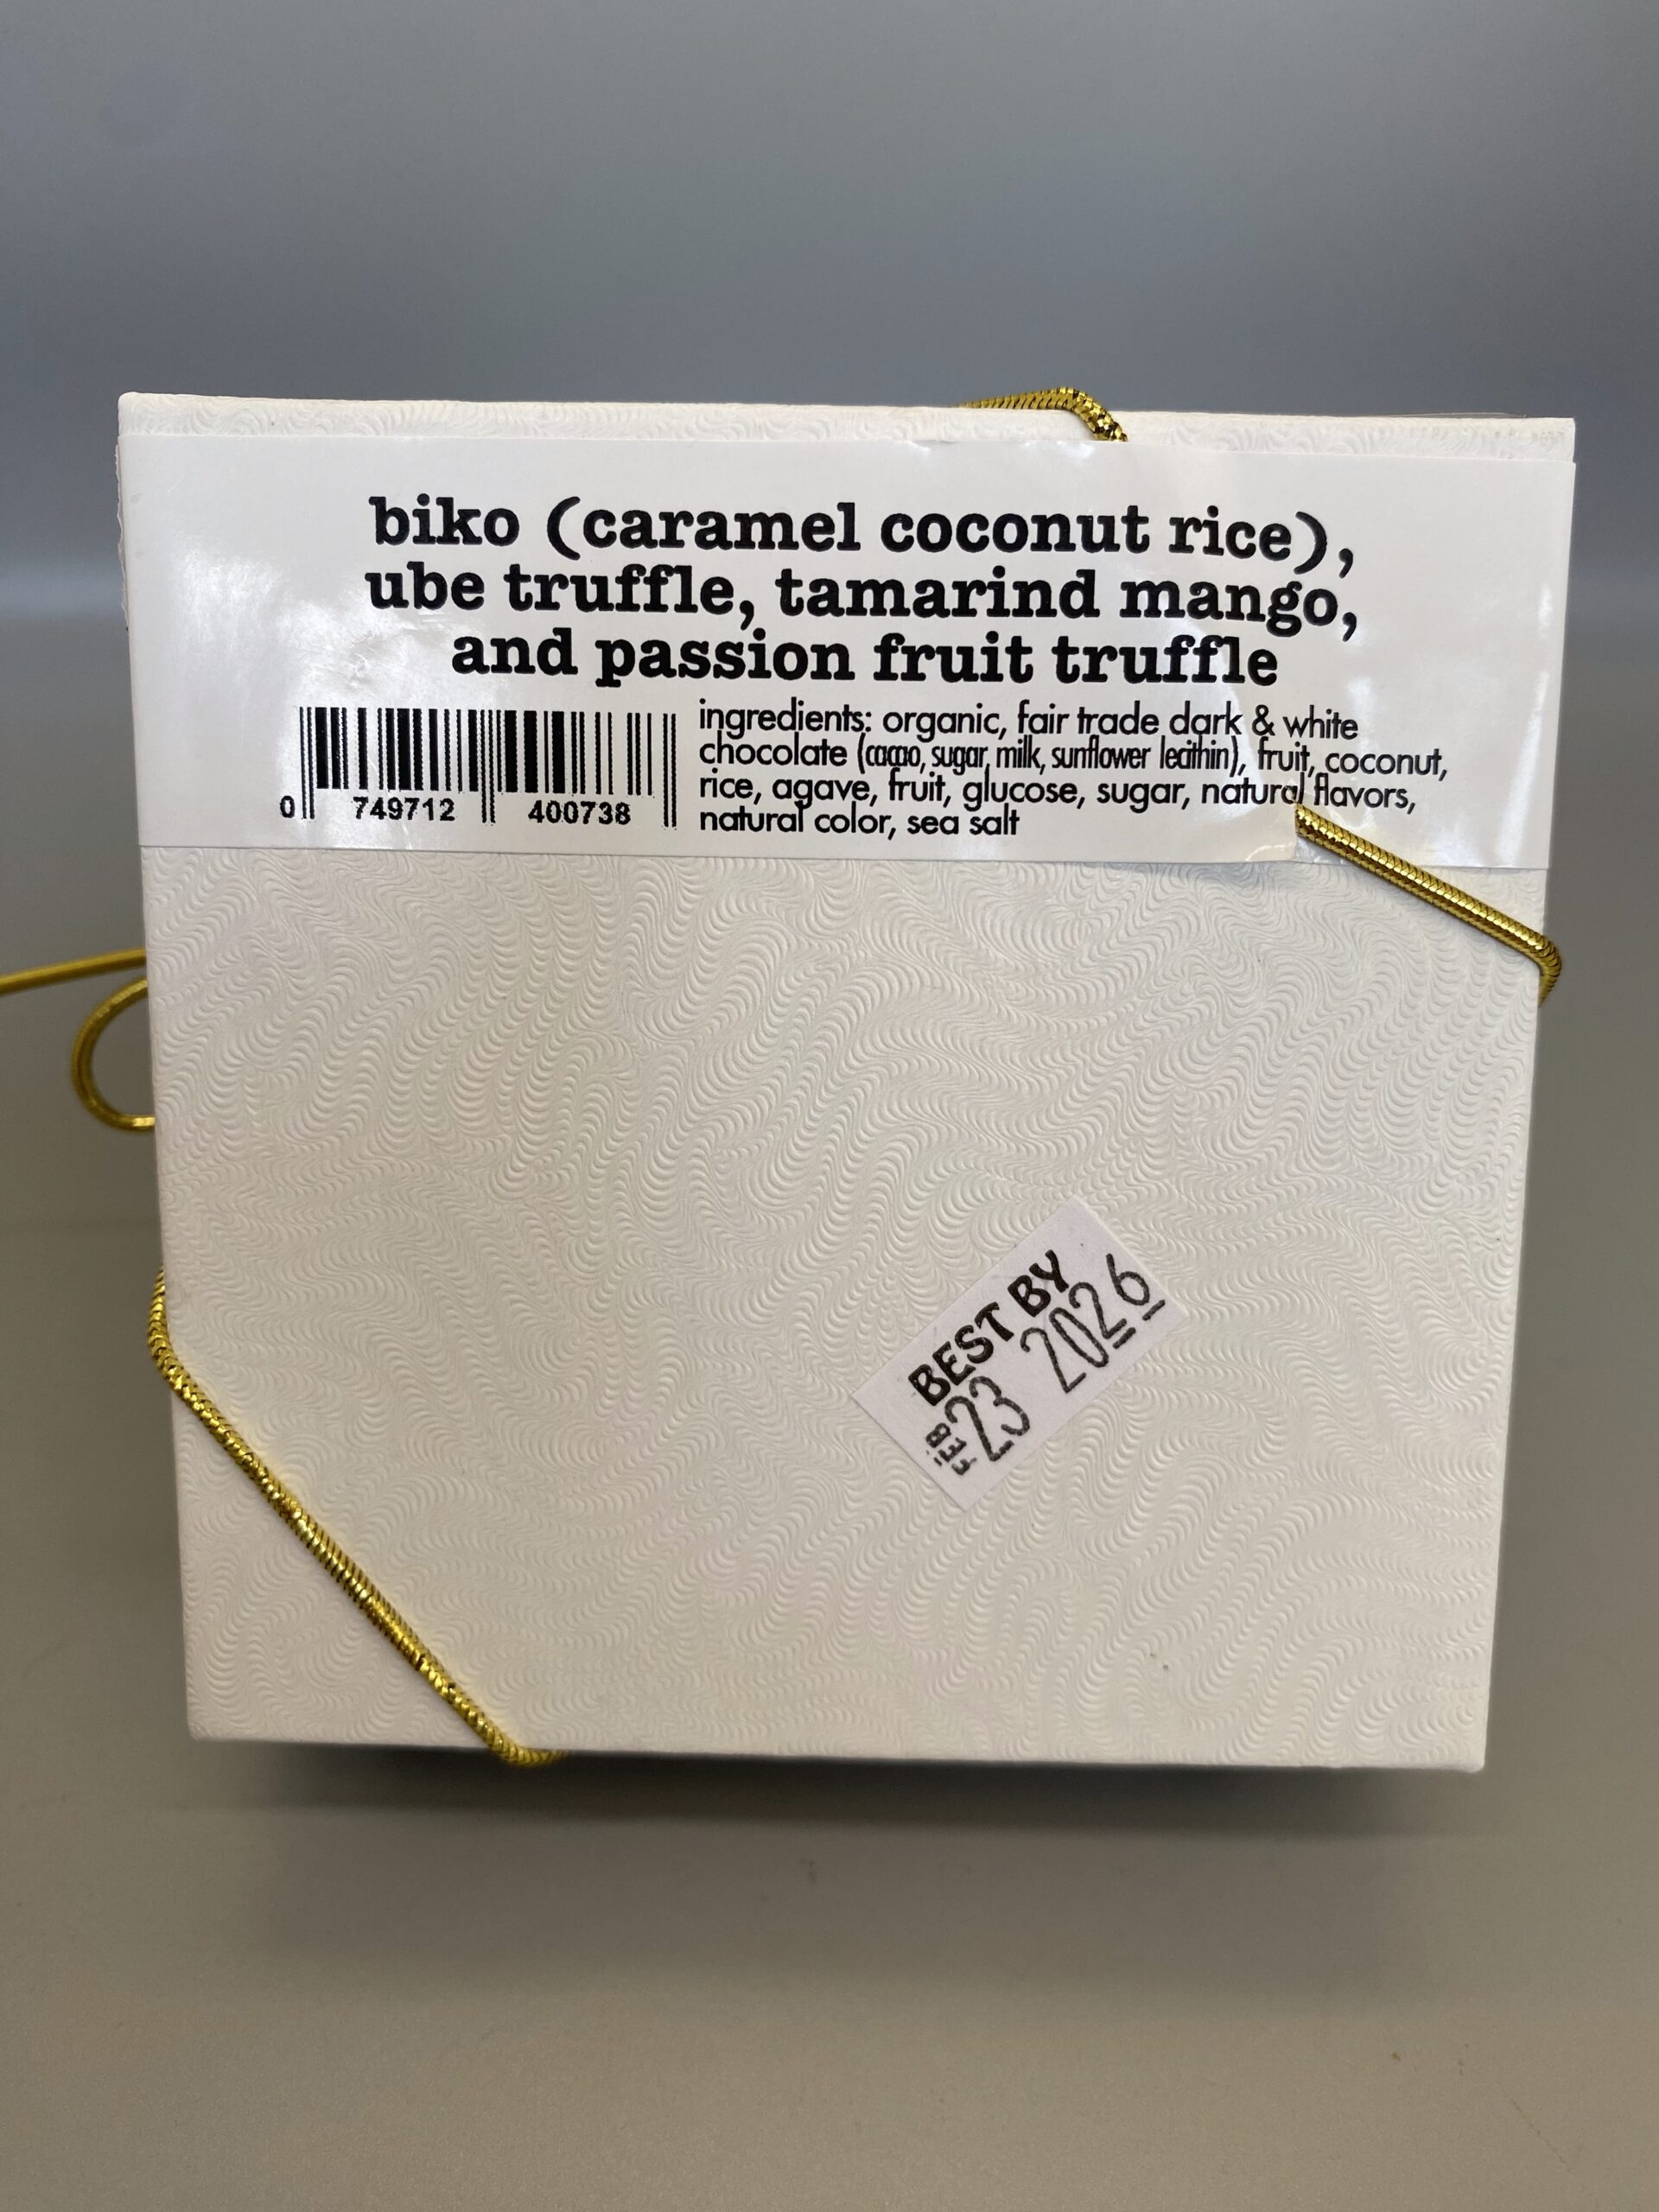 biko (caramel coconut rice),
ube truffle, tamarind mango,
and passion fruit truffle
ingredients: organic, fair trade dark & white
chocolate (cacao, sugar, milk, sunflower lecithin), fruit, coconut,
rice, agave, fruit, glucose, sugar, natural flavors,
natural color, sea salt
0 749712 400738
BEST BY
FEB 23 2026